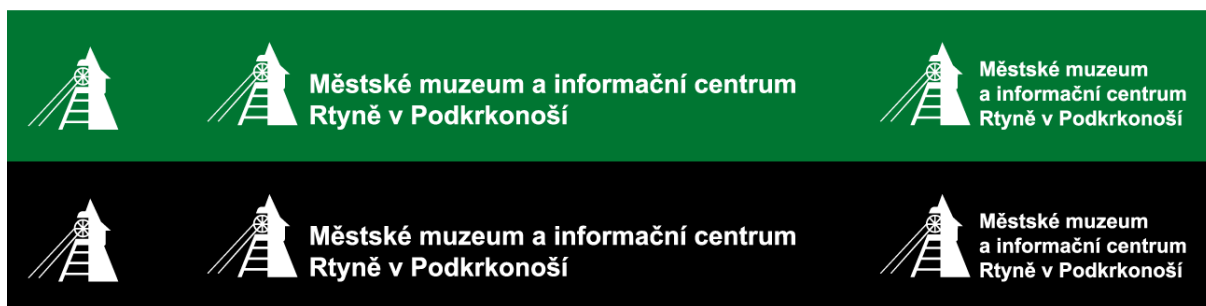 Městské muzeum a informační centrum
Rtyně v Podkrkonoší
Městské muzeum
a informační centrum
Rtyně v Podkrkonoší
Městské muzeum a informační centrum
Rtyně v Podkrkonoší
Městské muzeum
a informační centrum
Rtyně v Podkrkonoší